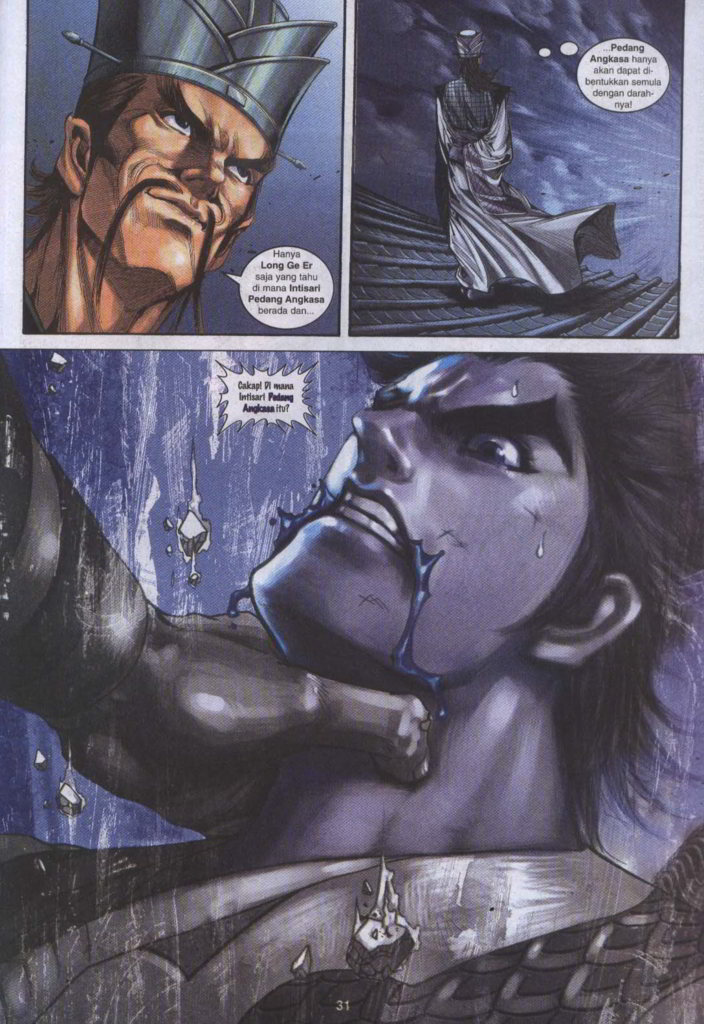 Hanya
Long Ge Er
saja yang tahu
di mana Intisari
Pedang Angkasa
berada dan...
...Pedang
Angkasa hanya
akan dapat di-
bentukkan semula
dengan darah-
nya!
Cakap! Di mana
Intisari Pedang
Angkasa itu?
31